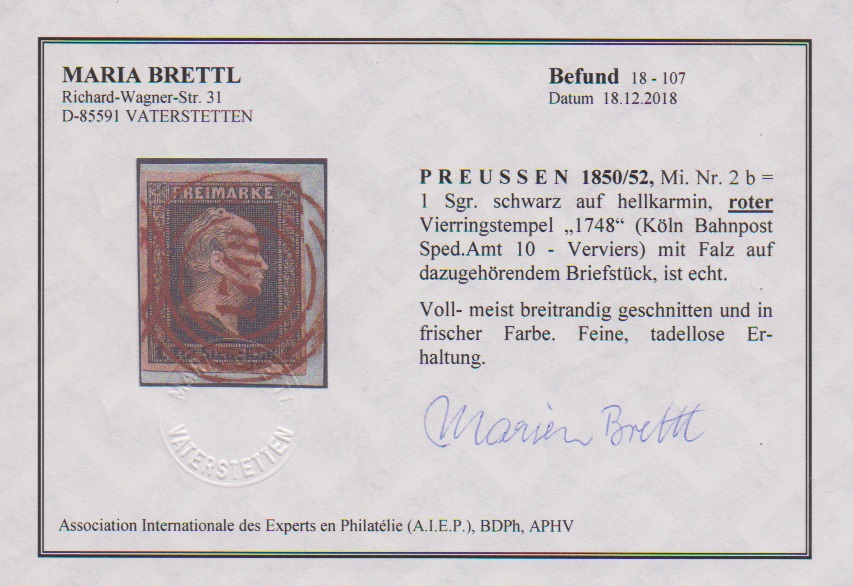 MARIA BRETTL
Richard-Wagner-Str. 31
D-85591 VATERSTETTEN
Befund 18 - 107
Datum 18.12.2018
FREIMARKE
PREUSSEN 1850/52, Mi. Nr. 2 b =
1 Sgr. schwarz auf hellkarmin, roter
Vierringstempel „1748“ (Köln Bahnpost
Sped.Amt 10 - Verviers) mit Falz auf
dazugehörendem Briefstück, ist echt.
Voll- meist breitrandig geschnitten und in
frischer Farbe. Feine, tadellose Er-
haltung.
Maria Brettl
VATERSTETTEN
Association Internationale des Experts en Philatélie (A.I.E.P.), BDPh, APHV